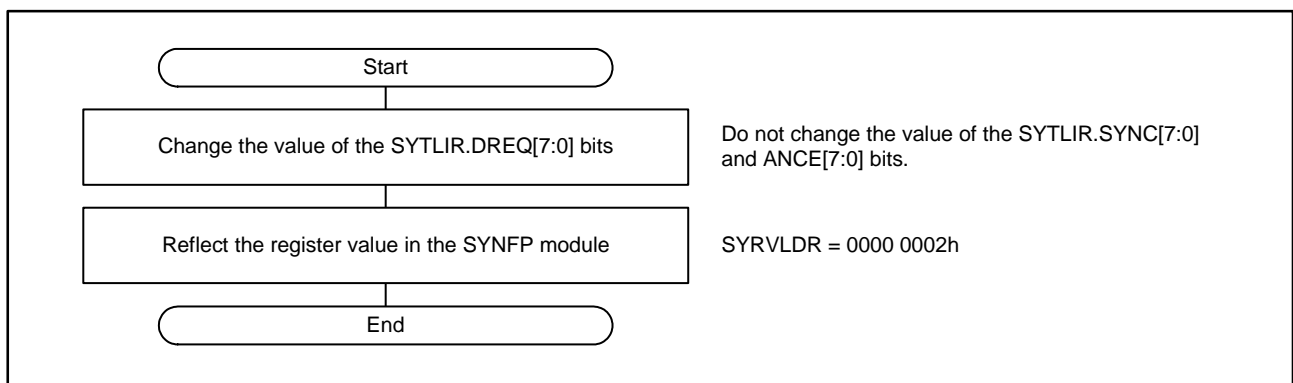 Start
Change the value of the SYTLIR.DREQ[7:0] bits
Do not change the value of the SYTLIR.SYNC[7:0]
and ANCE[7:0] bits.
Reflect the register value in the SYNFP module
SYRVLDR = 0000 0002h
End